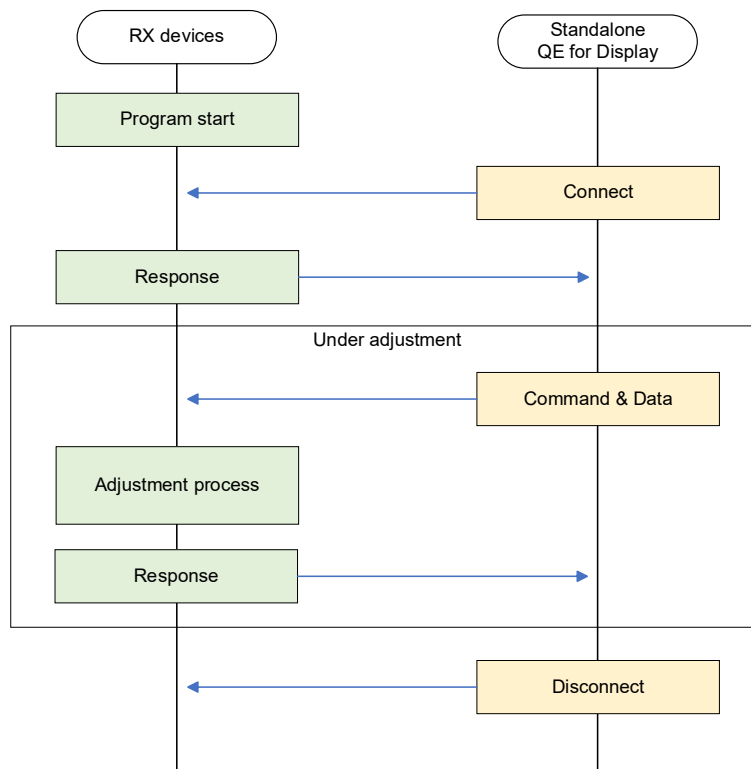 RX devices
Standalone
QE for Display
Program start
Connect
Response
Under adjustment
Command & Data
Adjustment process
Response
Disconnect